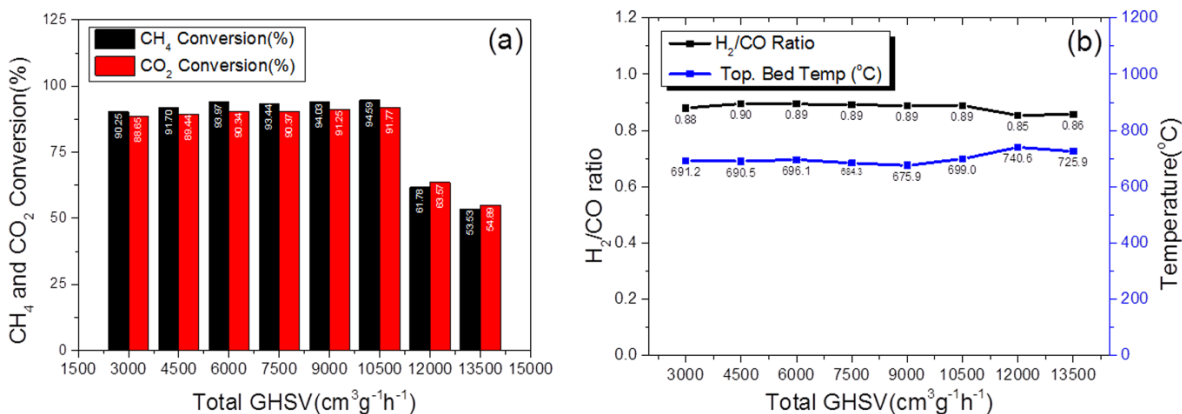 (a)
CH4 Conversion(%)
CO2 Conversion(%)
125
100
75
50
25
0
CH4 and CO2 Conversion(%)
90.25
88.65
91.70
89.44
93.97
90.34
93.44
90.37
94.03
91.25
94.59
91.77
61.78
63.57
53.53
54.89
1500 3000 4500 6000 7500 9000 10500 12000 13500 15000
Total GHSV(cm3g-1h-1)
(b)
H2/CO Ratio
Top. Bed Temp (oC)
1.2
1.0
0.8
0.6
0.4
0.2
0.0
H2/CO ratio
0.88 0.90 0.89 0.89 0.89 0.89 0.85 0.86
691.2 690.5 696.1 684.3 675.9 699.0 740.6 725.9
1200
1000
800
600
400
200
0
Temperature(oC)
3000 4500 6000 7500 9000 10500 12000 13500
Total GHSV(cm3g-1h-1)